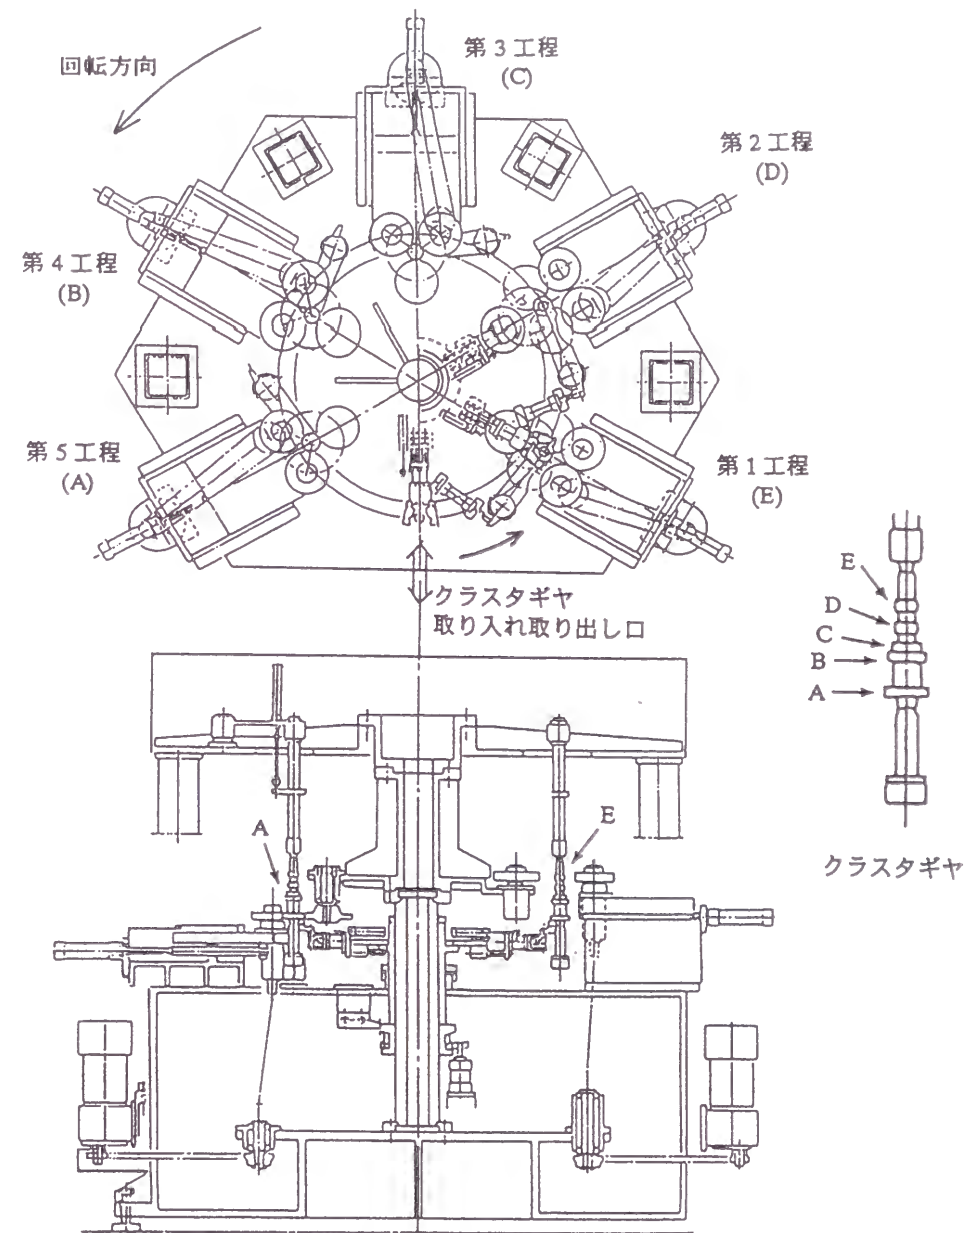 回転方向
第3工程
(C)
第2工程
(D)
第4工程
(B)
第5工程
(A)
第1工程
(E)
クラスタギヤ
取り入れ取り出し口
E
D
C
B
A
A
E
クラスタギヤ